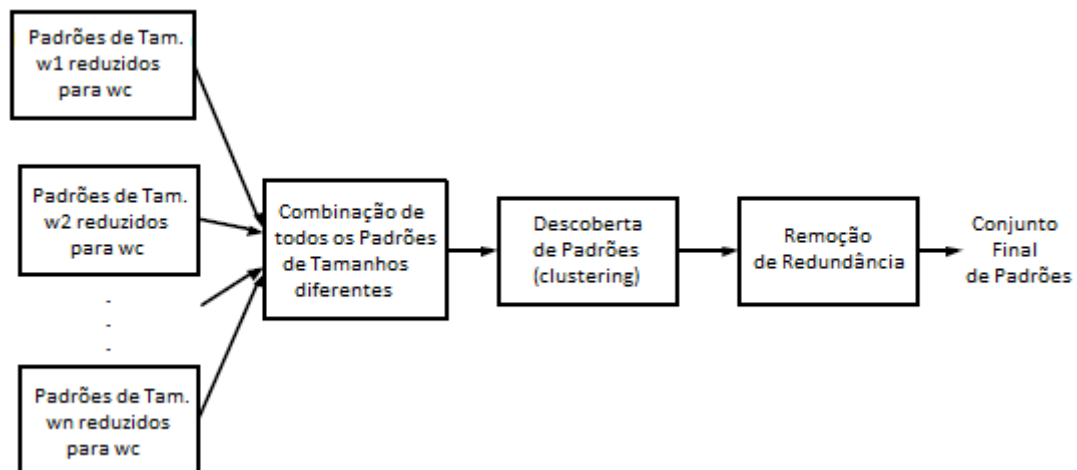 Padrões de Tam.
w1 reduzidos
para wc
Padrões de Tam.
w2 reduzidos
para wc
.
.
.
Padrões de Tam.
wn reduzidos
para wc
Combinação de
todos os Padrões
de Tamanhos
diferentes
Descoberta
de Padrões
(clustering)
Remoção
de Redundância
Conjunto
Final
de Padrões